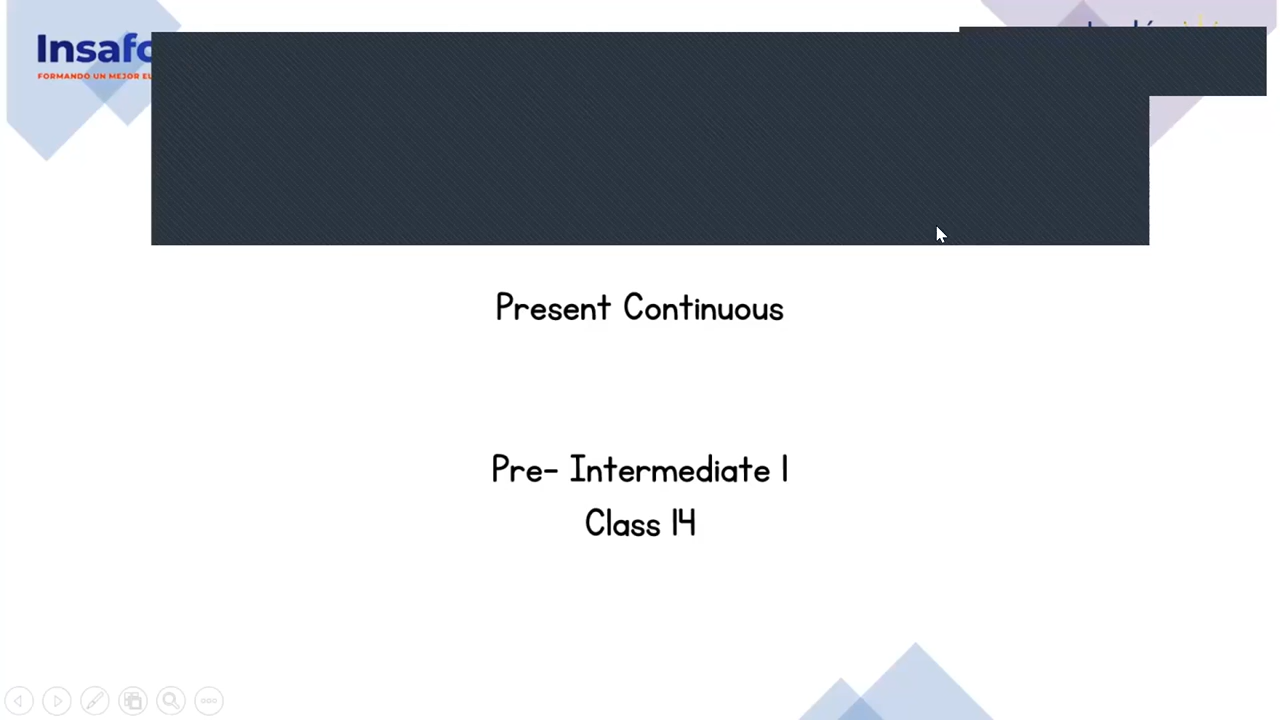 Insafo
FORMANDO UN MEJOR
Present Continuous
Pre- Intermediate 1
Class 14